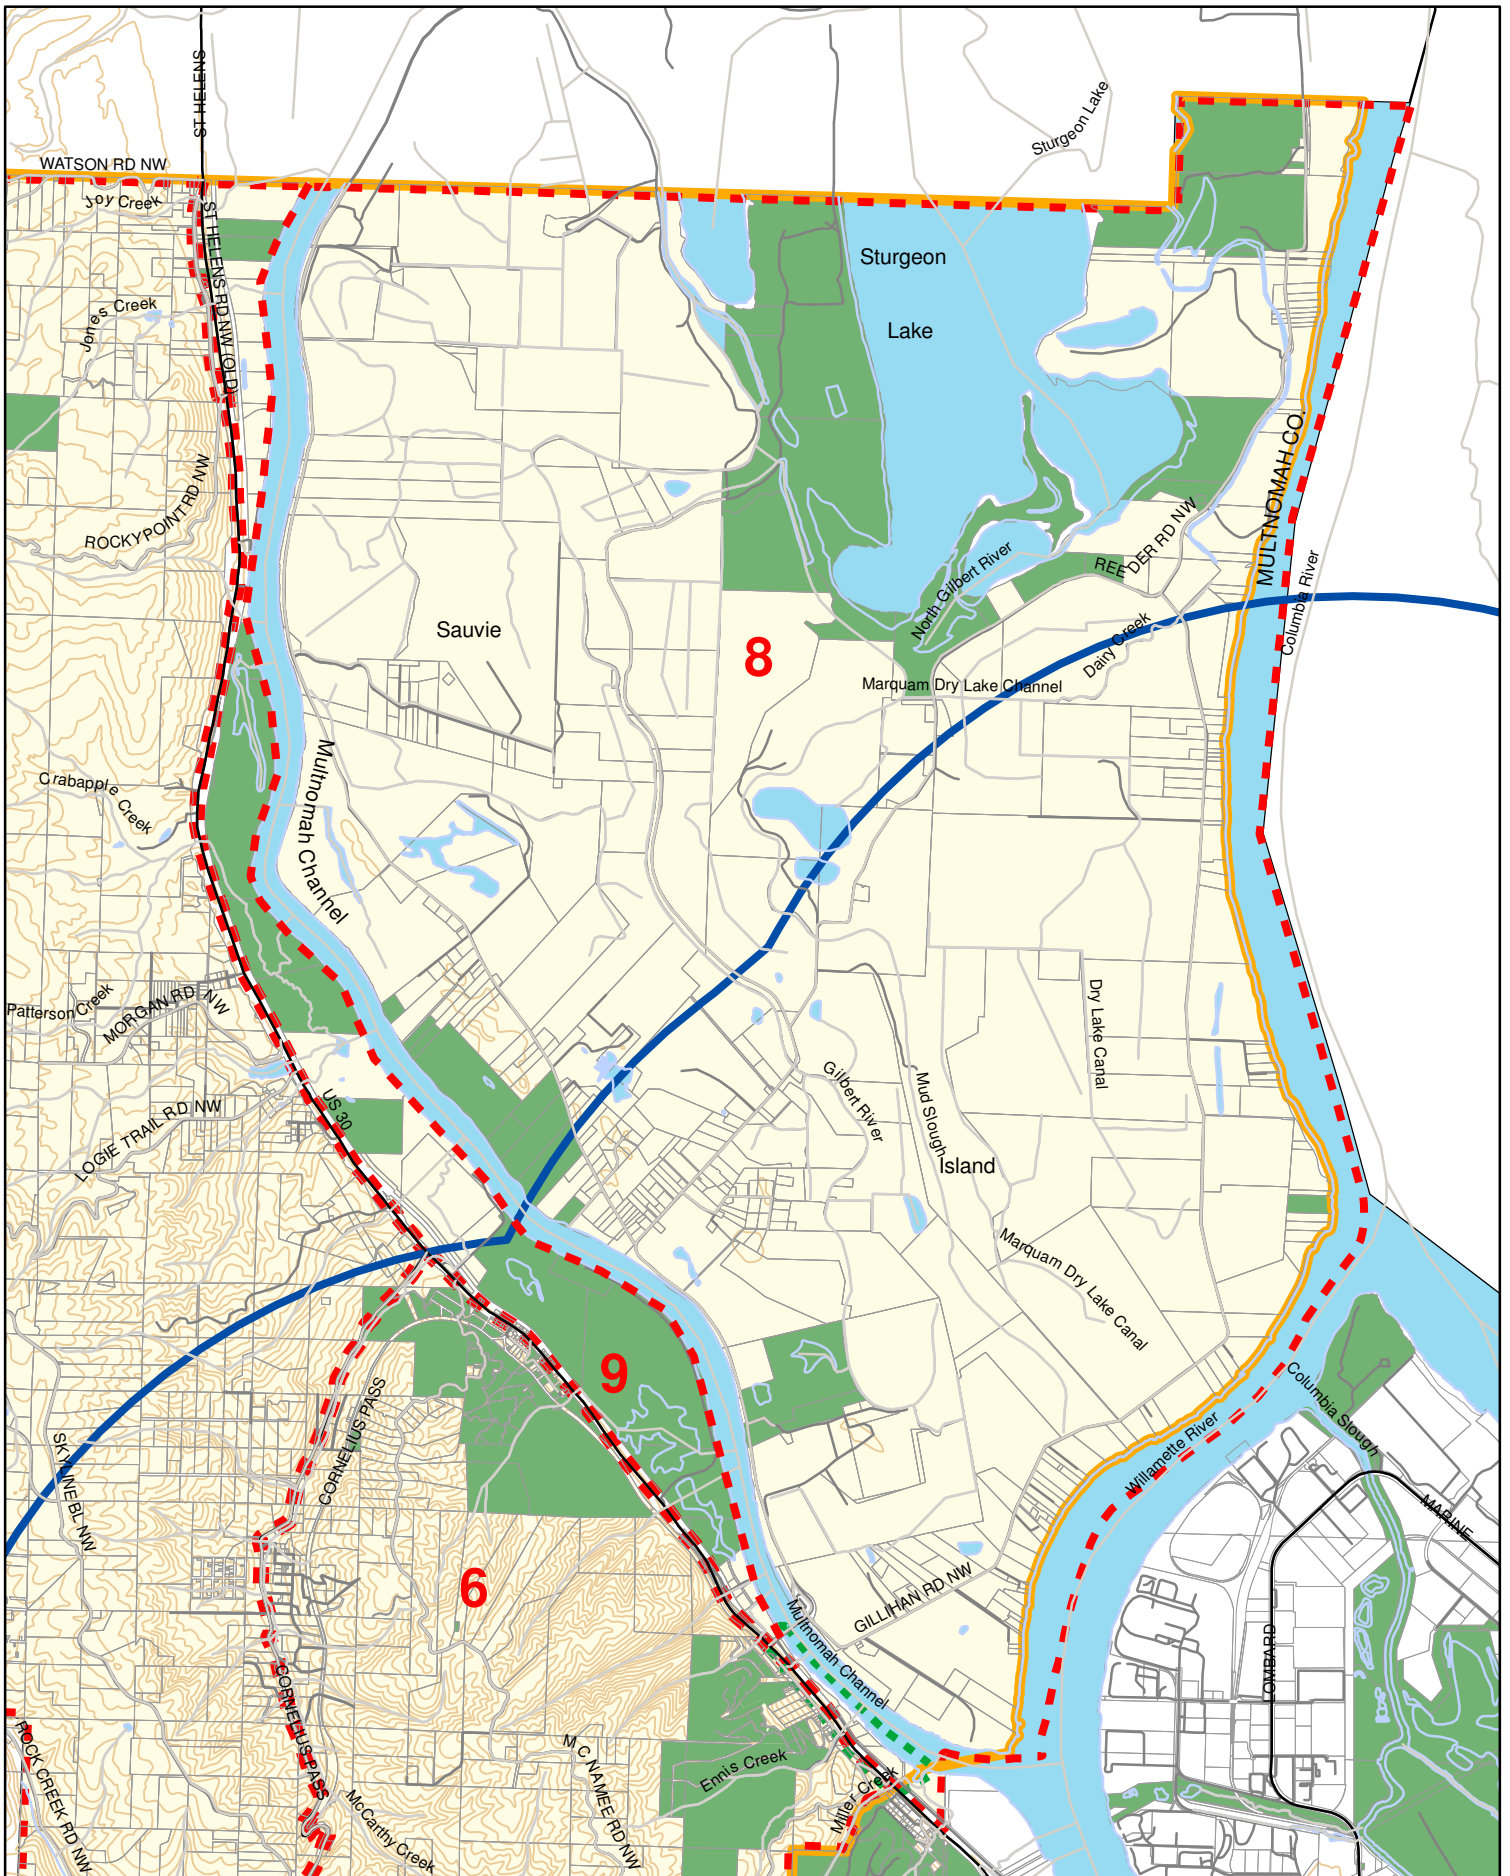 ST HELENS
WATSON RD NW
Joy Creek
ST HELENS RD NW (OLD)
Sturgeon Lake
Sturgeon
Lake
Jones Creek
ROCKYPOINT RD NW
MULTNOMAH CO.
Columbia River
REEDER RD NW
North Gilbert River
Sauvie
8
Dairy Creek
Marquam Dry Lake Channel
Multnomah Channel
Crabapple Creek
Patterson Creek
MORGAN RD NW
Dry Lake Canal
Gilbert River
Mud Slough
US 30
LOGIE TRAIL RD NW
Island
Marquam Dry Lake Canal
9
Columbia Slough
CORNELIUS PASS
Willamette River
SKYLINE BL NW
MARINE
6
GILLIHAN RD NW
Multnomah Channel
LOMBARD
CORNELIUS PASS
ROCK CREEK RD NW
MC NAMEE RD NW
Ennis Creek
Miller Creek
McCarthy Creek